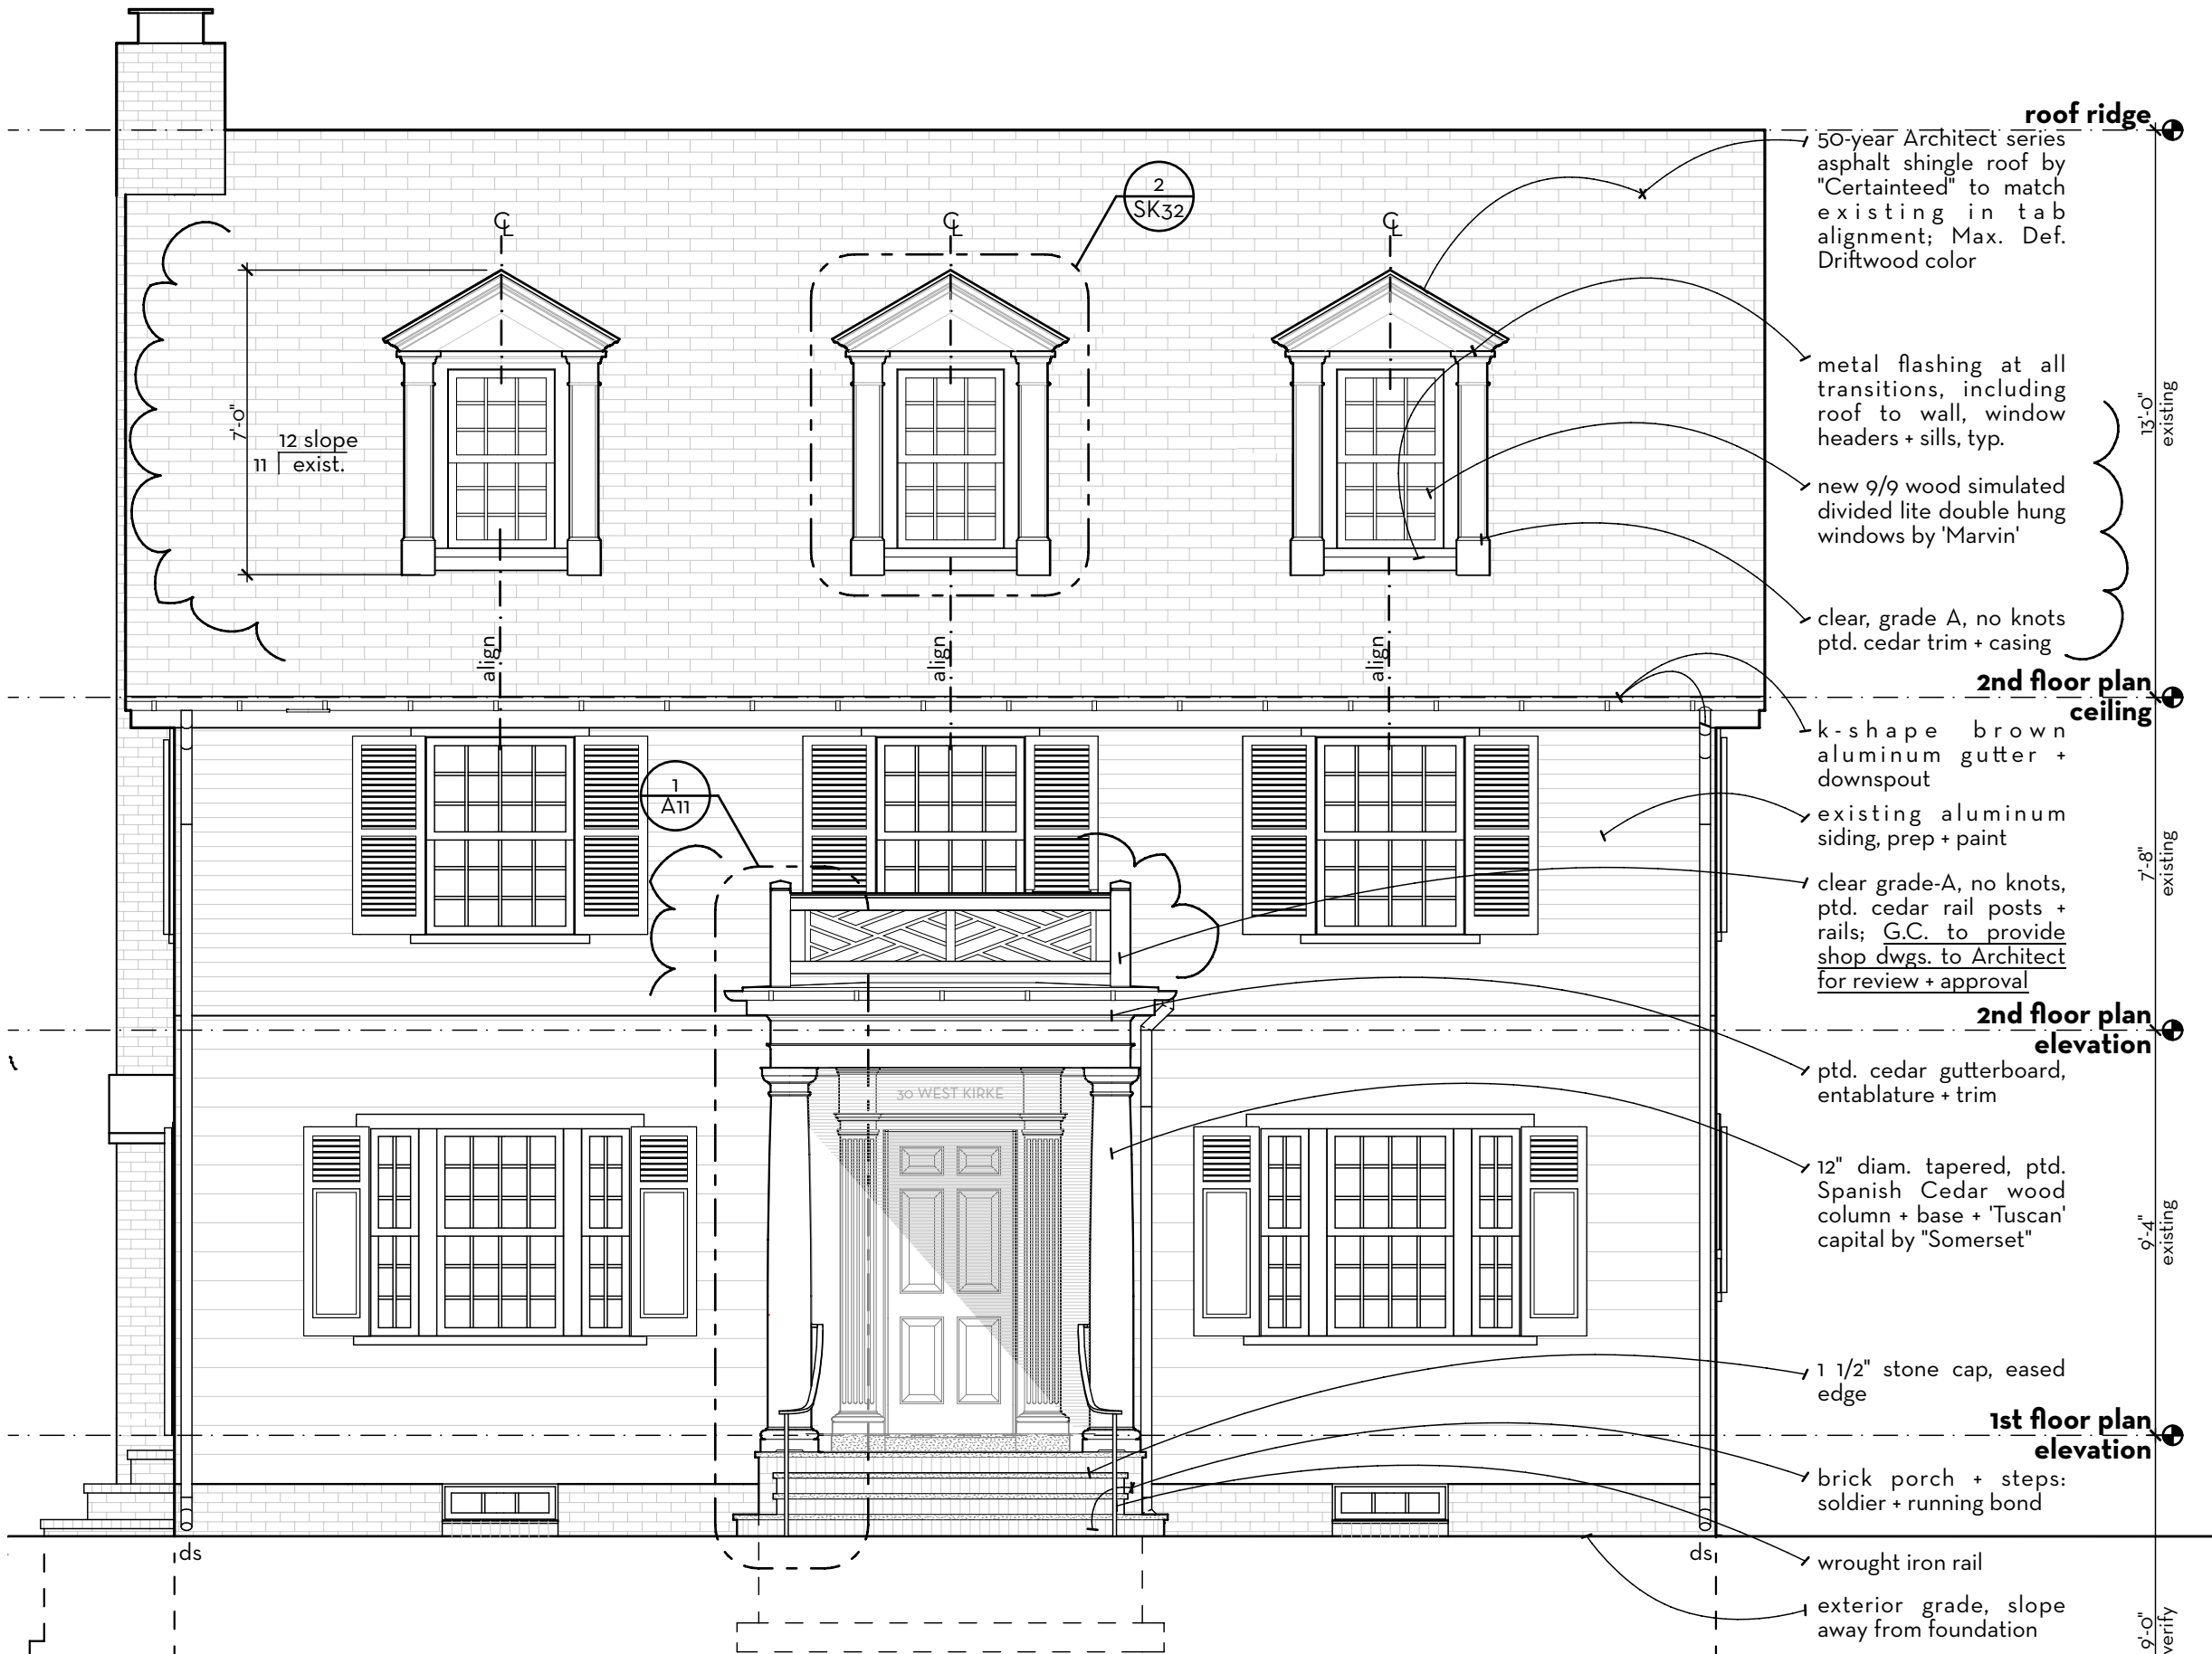 roof ridge
50-year Architect series
asphalt shingle roof by
"Certainteed" to match
existing in tab
alignment; Max. Def.
Driftwood color
2
SK32
CL
CL
CL
7'-0"
12 slope
11 exist.
metal flashing at all
transitions, including
roof to wall, window
headers + sills, typ.
13'-0"
existing
new 9/9 wood simulated
divided lite double hung
windows by 'Marvin'
clear, grade A, no knots
ptd. cedar trim + casing
align
align
align
2nd floor plan
ceiling
k-shape brown
aluminum gutter +
downspout
1
A11
existing aluminum
siding, prep + paint
7'-8"
existing
clear grade-A, no knots,
ptd. cedar rail posts +
rails; G.C. to provide
shop dwgs. to Architect
for review + approval
2nd floor plan
elevation
ptd. cedar gutterboard,
entablature + trim
30 WEST KIRKE
12" diam. tapered, ptd.
Spanish Cedar wood
column + base + 'Tuscan'
capital by "Somerset"
9'-4"
existing
1 1/2" stone cap, eased
edge
1st floor plan
elevation
brick porch + steps:
soldier + running bond
ds
ds
wrought iron rail
exterior grade, slope
away from foundation
9'-0"
verify